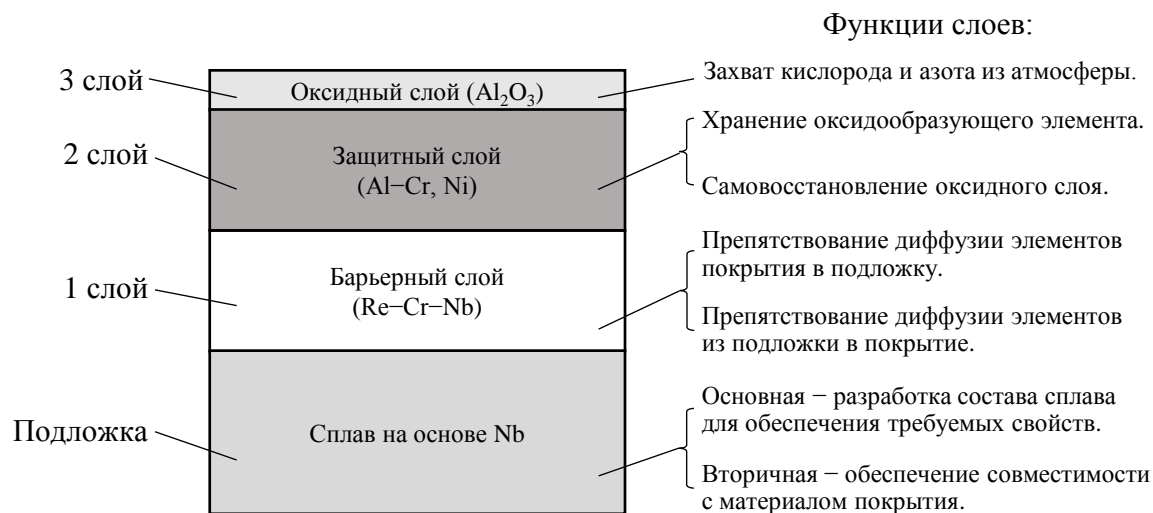 Функции слоев:
3 слой
Оксидный слой (Al₂O₃)
Захват кислорода и азота из атмосферы.
2 слой
Защитный слой
(Al−Cr, Ni)
Хранение оксидообразующего элемента.
Самовосстановление оксидного слоя.
1 слой
Барьерный слой
(Re−Cr−Nb)
Препятствование диффузии элементов
покрытия в подложку.
Препятствование диффузии элементов
из подложки в покрытие.
Подложка
Сплав на основе Nb
Основная − разработка состава сплава
для обеспечения требуемых свойств.
Вторичная − обеспечение совместимости
с материалом покрытия.